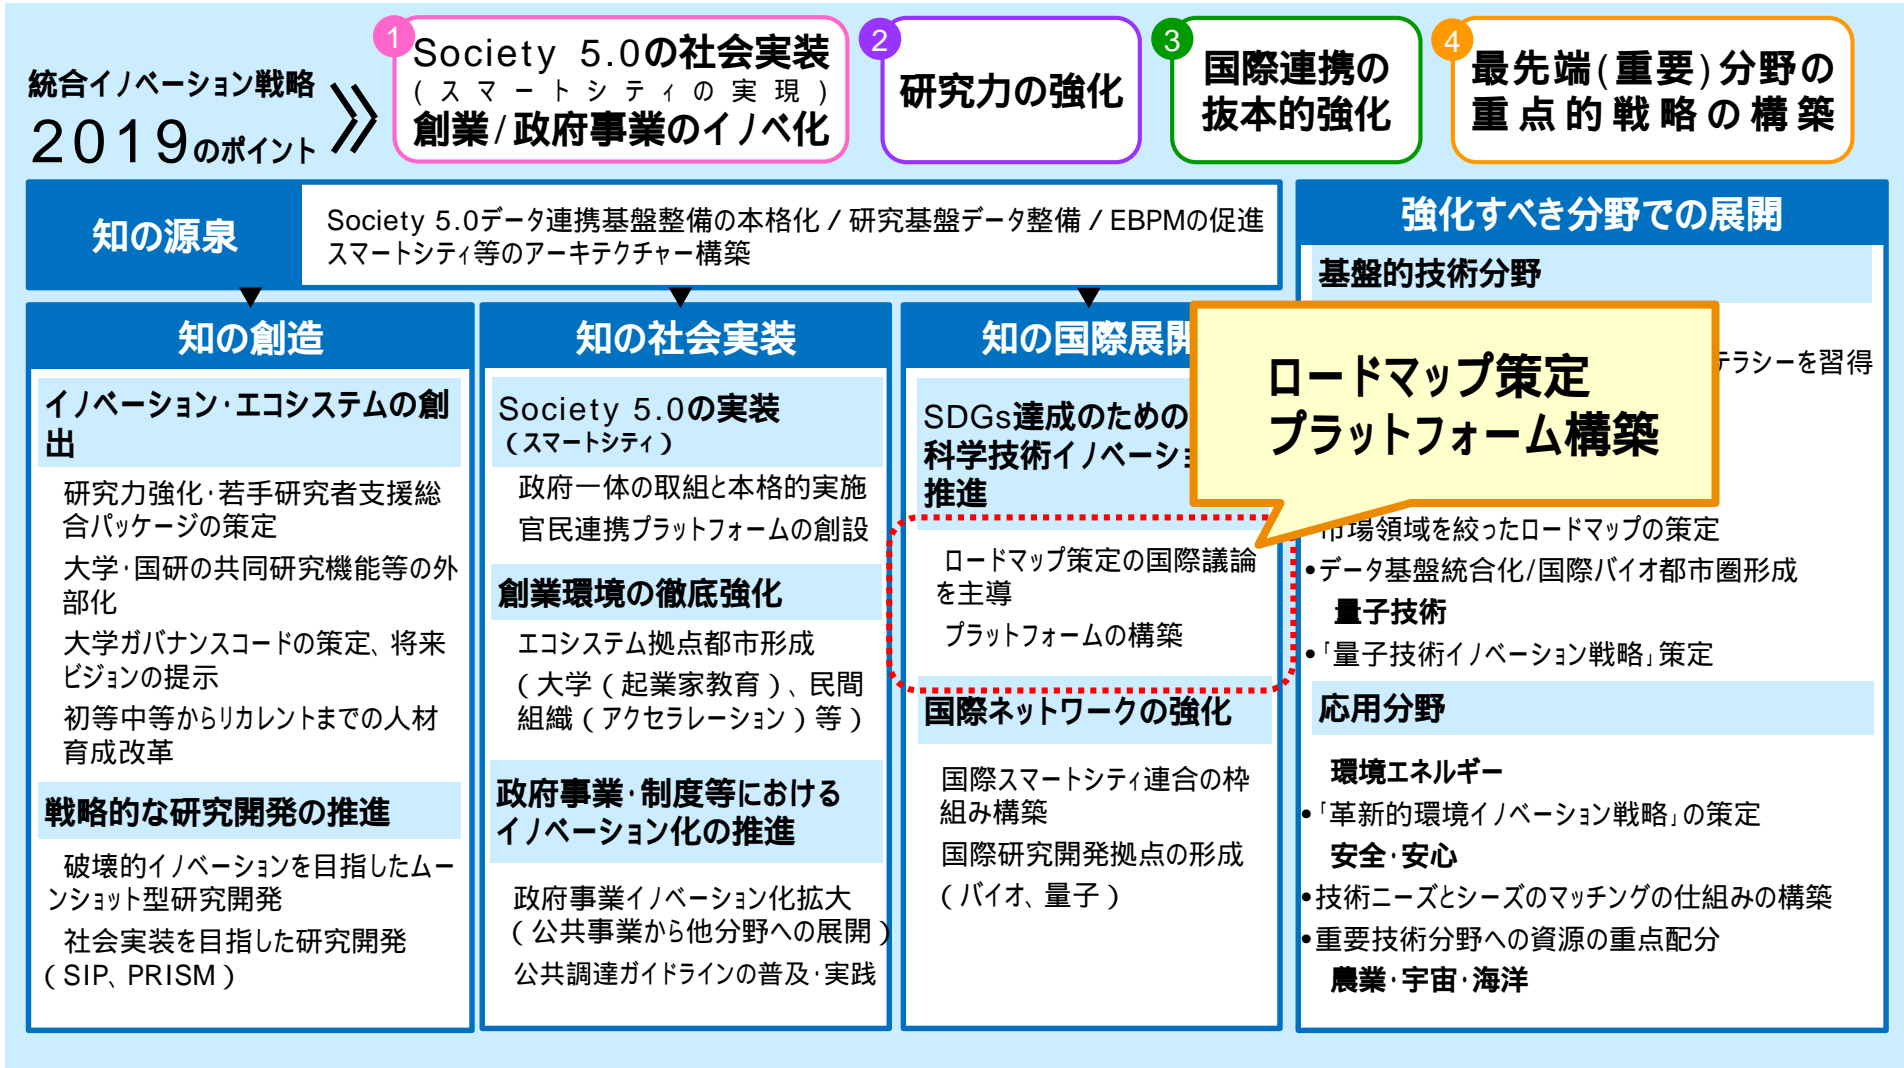 統合イノベーション戦略
2019のポイント
1
Society 5.0の社会実装
(スマートシティの実現)
創業/政府事業のイノベ化
2
研究力の強化
3
国際連携の
抜本的強化
4
最先端(重要)分野の
重点的戦略の構築
知の源泉
Society 5.0データ連携基盤整備の本格化/研究基盤データ整備/EBPMの促進
スマートシティ等のアーキテクチャー構築
知の創造
イノベーション・エコシステムの創
出
研究力強化・若手研究者支援総
合パッケージの策定
大学・国研の共同研究機能等の外
部化
大学ガバナンスコードの策定、将来
ビジョンの提示
初等中等からリカレントまでの人材
育成改革
戦略的な研究開発の推進
破壊的イノベーションを目指したムー
ンショット型研究開発
社会実装を目指した研究開発
(SIP、PRISM)
知の社会実装
Society 5.0の実装
(スマートシティ)
政府一体の取組と本格的実施
官民連携プラットフォームの創設
創業環境の徹底強化
エコシステム拠点都市形成
(大学(起業家教育)、民間
組織(アクセラレーション)等)
政府事業・制度等における
イノベーション化の推進
政府事業イノベーション化拡大
(公共事業から他分野への展開)
公共調達ガイドラインの普及・実践
知の国際展開
SDGs達成のための
科学技術イノベーショ
推進
ロードマップ策定の国際議論
を主導
プラットフォームの構築
国際ネットワークの強化
国際スマートシティ連合の枠
組み構築
国際研究開発拠点の形成
(バイオ、量子)
ロードマップ策定
プラットフォーム構築
強化すべき分野での展開
基盤的技術分野
テラシーを習得
市場領域を絞ったロードマップの策定
•データ基盤統合化/国際バイオ都市圏形成
量子技術
•「量子技術イノベーション戦略」策定
応用分野
環境エネルギー
•「革新的環境イノベーション戦略」の策定
安全・安心
•技術ニーズとシーズのマッチングの仕組みの構築
•重要技術分野への資源の重点配分
農業・宇宙・海洋